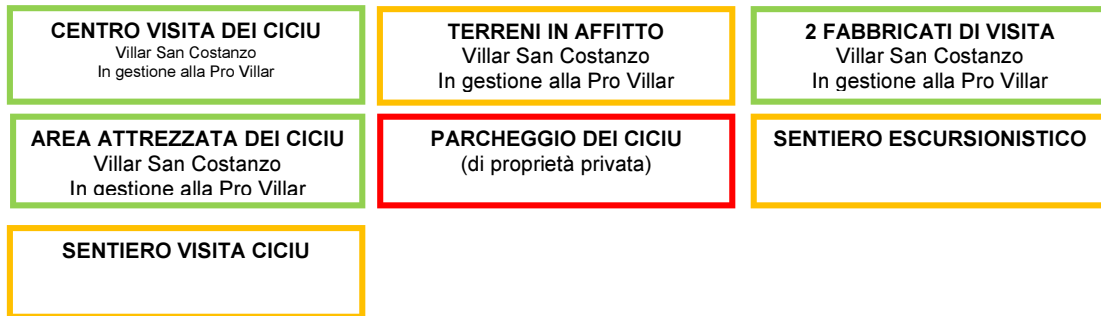 CENTRO VISITA DEI CICIU
Villar San Costanzo
In gestione alla Pro Villar
TERRENI IN AFFITTO
Villar San Costanzo
In gestione alla Pro Villar
2 FABBRICATI DI VISITA
Villar San Costanzo
In gestione alla Pro Villar
AREA ATTREZZATA DEI CICIU
Villar San Costanzo
In gestione alla Pro Villar
PARCHEGGIO DEI CICIU
(di proprietà privata)
SENTIERO ESCURSIONISTICO
SENTIERO VISITA CICIU